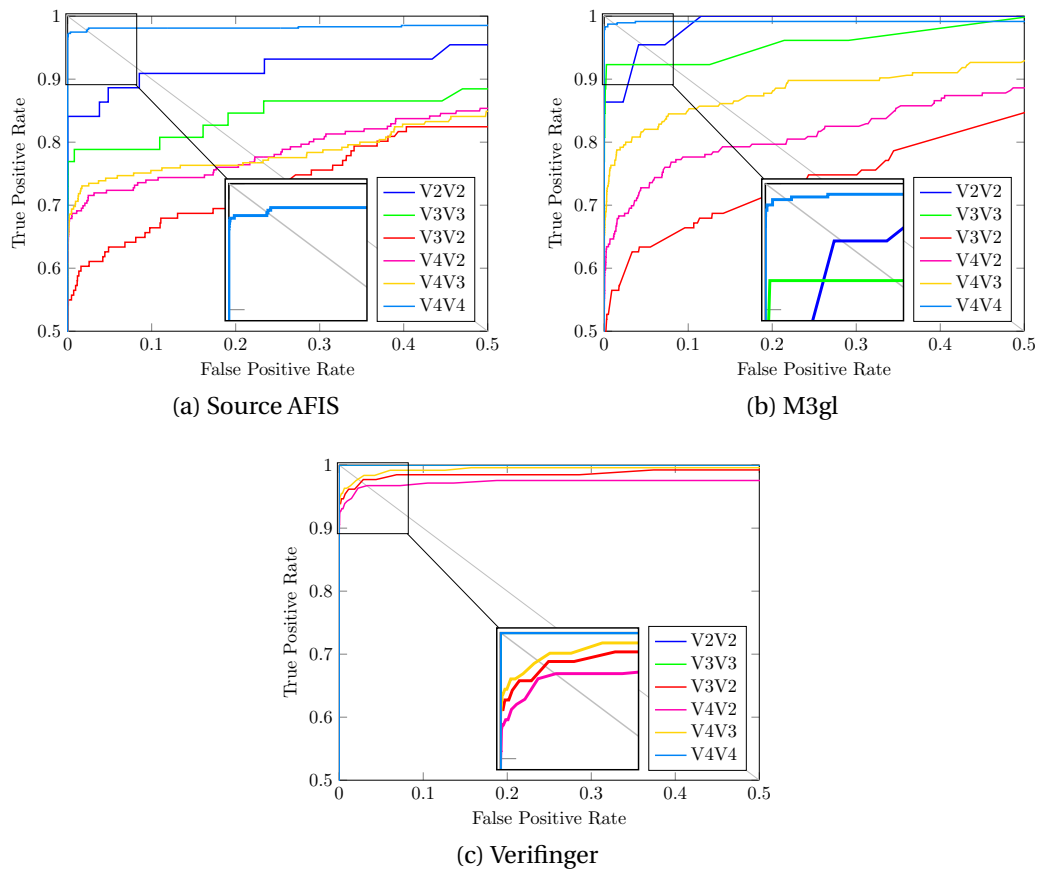 1
0.9
0.8
0.7
0.6
0.5
True Positive Rate
0
0.1
0.2
0.3
0.4
0.5
False Positive Rate
V2V2
V3V3
V3V2
V4V2
V4V3
V4V4
(a) Source AFIS
1
0.9
0.8
0.7
0.6
0.5
True Positive Rate
0
0.1
0.2
0.3
0.4
0.5
False Positive Rate
V2V2
V3V3
V3V2
V4V2
V4V3
V4V4
(b) M3gl
1
0.9
0.8
0.7
0.6
0.5
True Positive Rate
0
0.1
0.2
0.3
0.4
0.5
False Positive Rate
V2V2
V3V3
V3V2
V4V2
V4V3
V4V4
(c) Verifinger